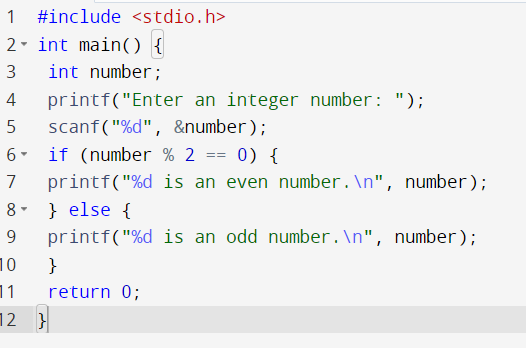 1 #include <stdio.h>
2 int main() {
3 int number;
4 printf("Enter an integer number: ");
5 scanf("%d", &number);
6 if (number % 2 == 0) {
7 printf("%d is an even number.\n", number);
8 } else {
9 printf("%d is an odd number.\n", number);
10 }
11 return 0;
12 }